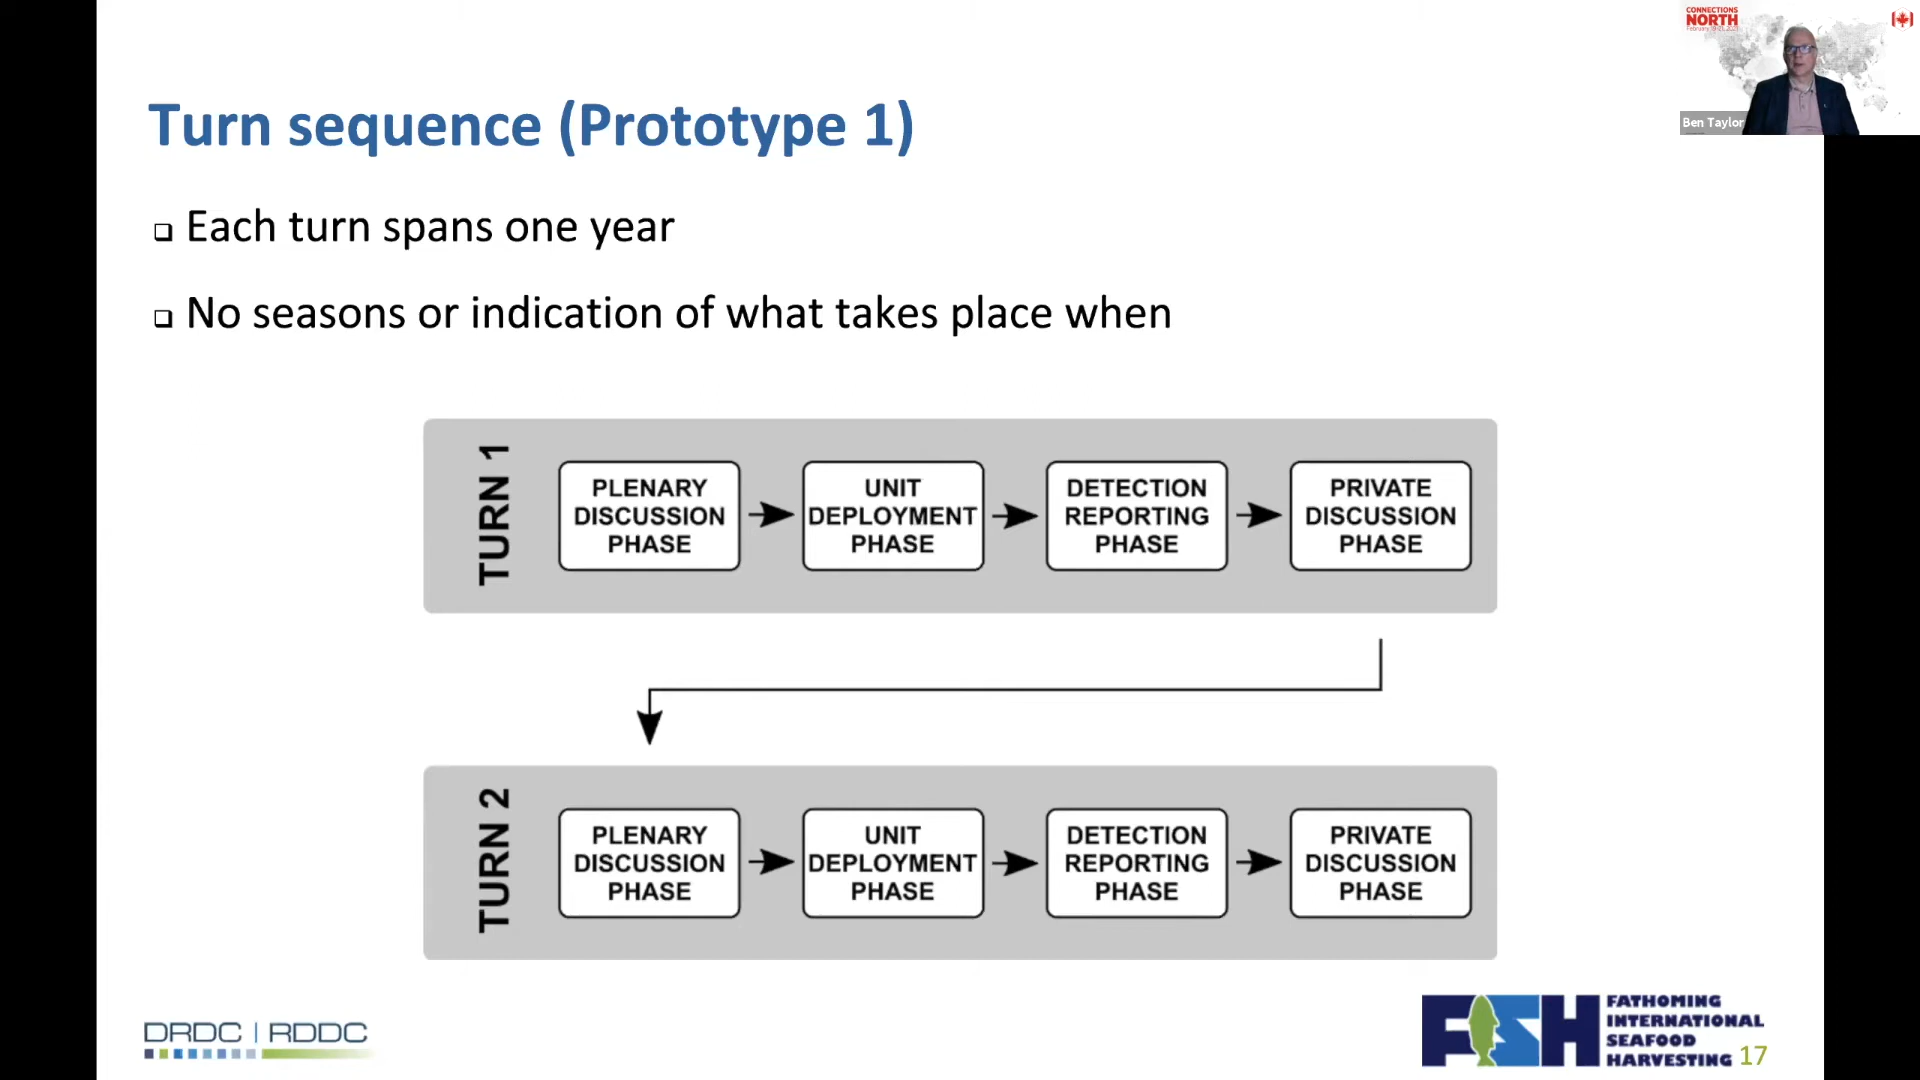 CONNECTIONS
NORTH
Ben Taylor
Turn sequence (Prototype 1)
Each turn spans one year
No seasons or indication of what takes place when
TURN 1
PLENARY
DISCUSSION
PHASE
UNIT
DEPLOYMENT
PHASE
DETECTION
REPORTING
PHASE
PRIVATE
DISCUSSION
PHASE
TURN 2
PLENARY
DISCUSSION
PHASE
UNIT
DEPLOYMENT
PHASE
DETECTION
REPORTING
PHASE
PRIVATE
DISCUSSION
PHASE
DRDC | RDDC
FISH
FATHOMING
INTERNATIONAL
SEAFOOD
HARVESTING
17